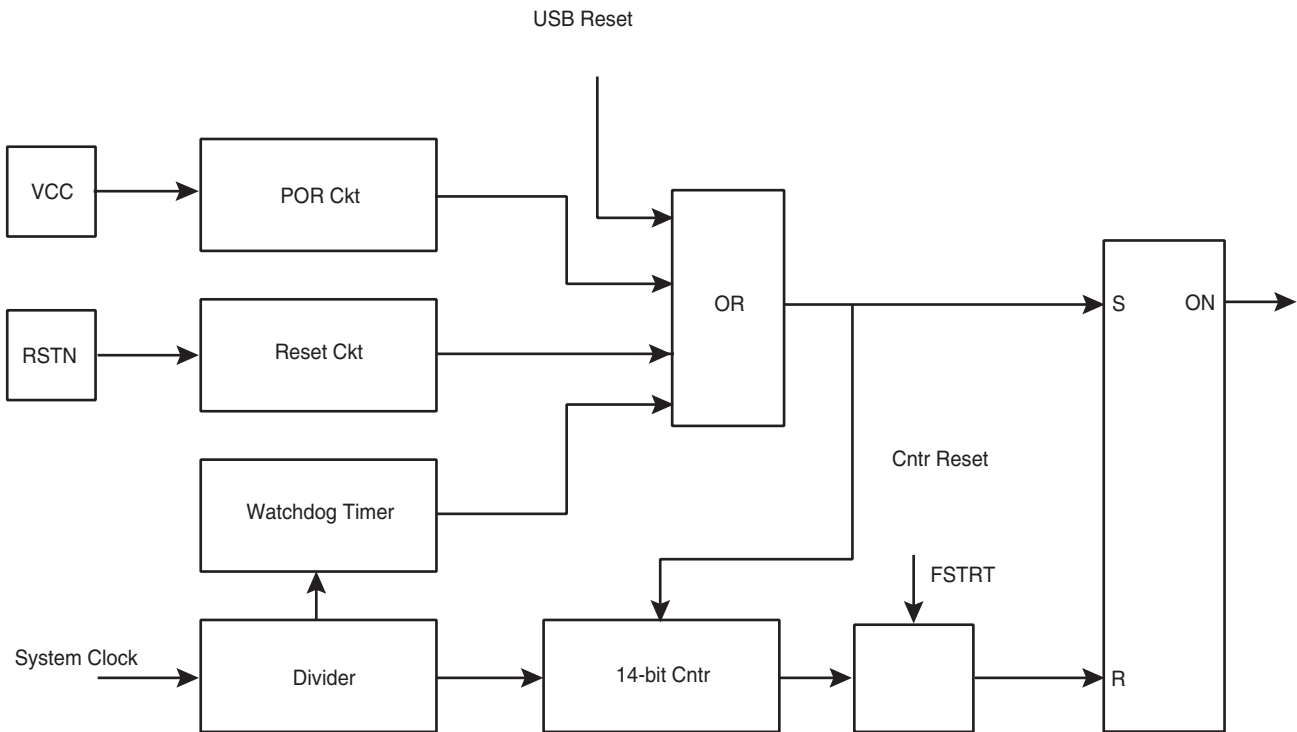 USB Reset
VCC
POR Ckt
OR
S
ON
RSTN
Reset Ckt
Cntr Reset
Watchdog Timer
FSTRT
System Clock
Divider
14-bit Cntr
R